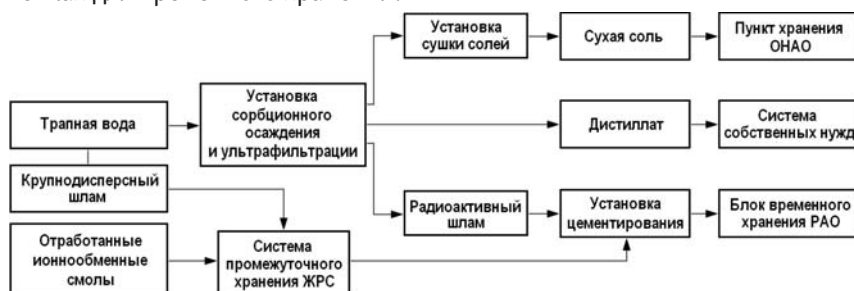 Установка
сушки солей
Сухая соль
Пункт хранения
ОНАО
Трапная вода
Установка
сорбционного
осаждения
и ультрафильтрации
Дистиллат
Система
собственных нужд
Крупнодисперсный
шлам
Радиоактивный
шлам
Установка
цементирования
Блок временного
хранения РАО
Отработанные
ионнообменные
смолы
Система
промежуточного
хранения ЖРС